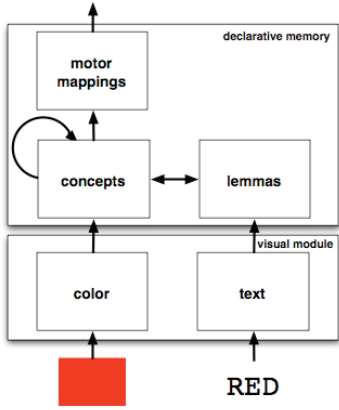 declarative memory
motor
mappings
concepts
lemmas
visual module
color
text
RED